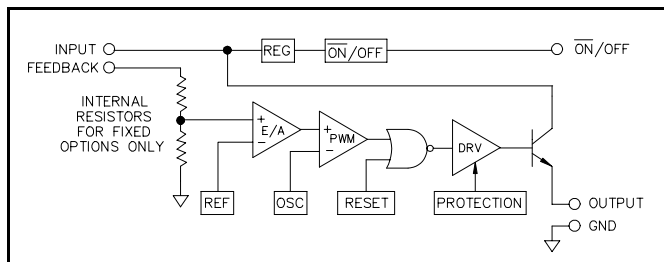 INPUT
REG
ON/OFF
ON/OFF
FEEDBACK
INTERNAL
RESISTORS
FOR FIXED
OPTIONS ONLY
+
E/A
−
+
PWM
−
DRV
REF
OSC
RESET
PROTECTION
OUTPUT
GND